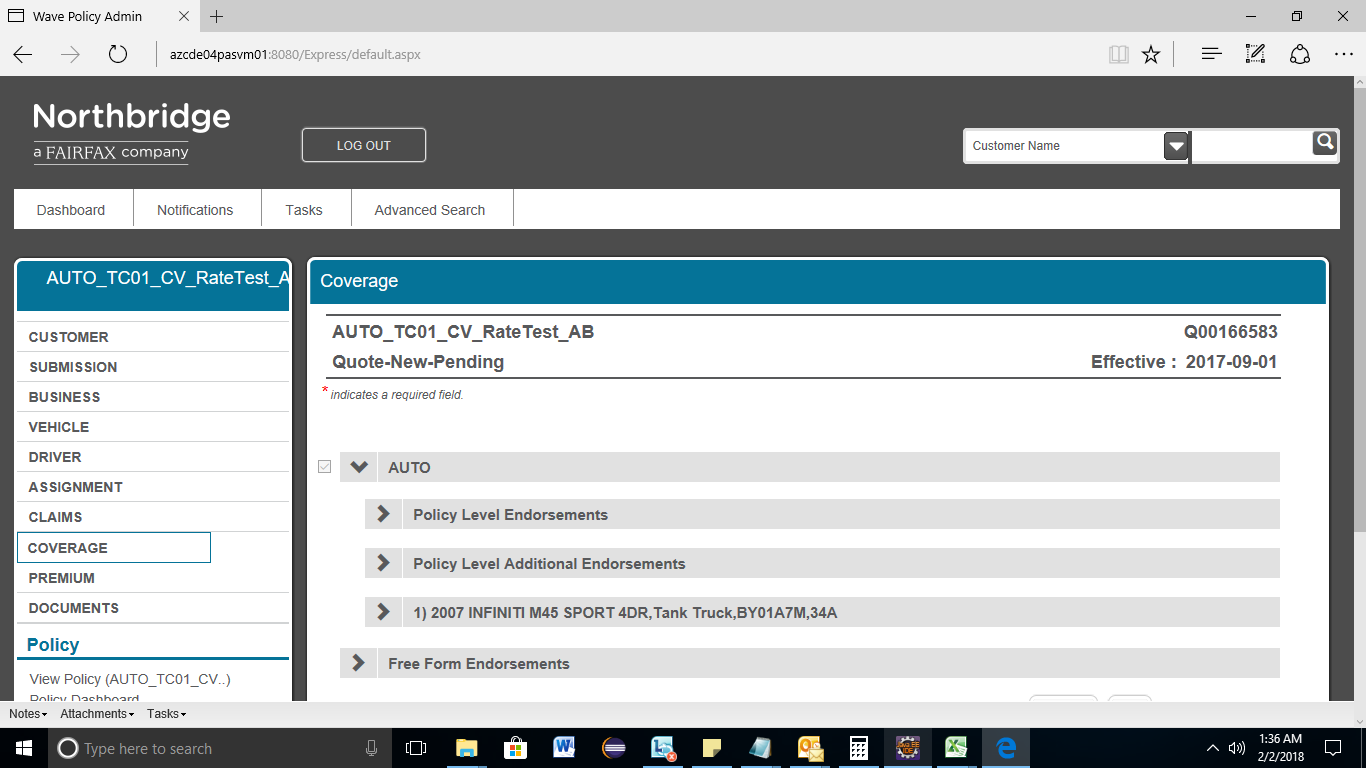 Wave Policy Admin
azcde04pasvm01:8080/Express/default.aspx
Northbridge
a FAIRFAX company
LOG OUT
Customer Name
Dashboard
Notifications
Tasks
Advanced Search
AUTO_TC01_CV_RateTest_A
CUSTOMER
SUBMISSION
BUSINESS
VEHICLE
DRIVER
ASSIGNMENT
CLAIMS
COVERAGE
PREMIUM
DOCUMENTS
Policy
View Policy (AUTO_TC01_CV..)
Policy Dashboard
Coverage
AUTO_TC01_CV_RateTest_AB
Q00166583
Quote-New-Pending
Effective : 2017-09-01
* indicates a required field.
AUTO
Policy Level Endorsements
Policy Level Additional Endorsements
1) 2007 INFINITI M45 SPORT 4DR,Tank Truck,BY01A7M,34A
Free Form Endorsements
Notes
Attachments
Tasks
Type here to search
1:36 AM
2/2/2018